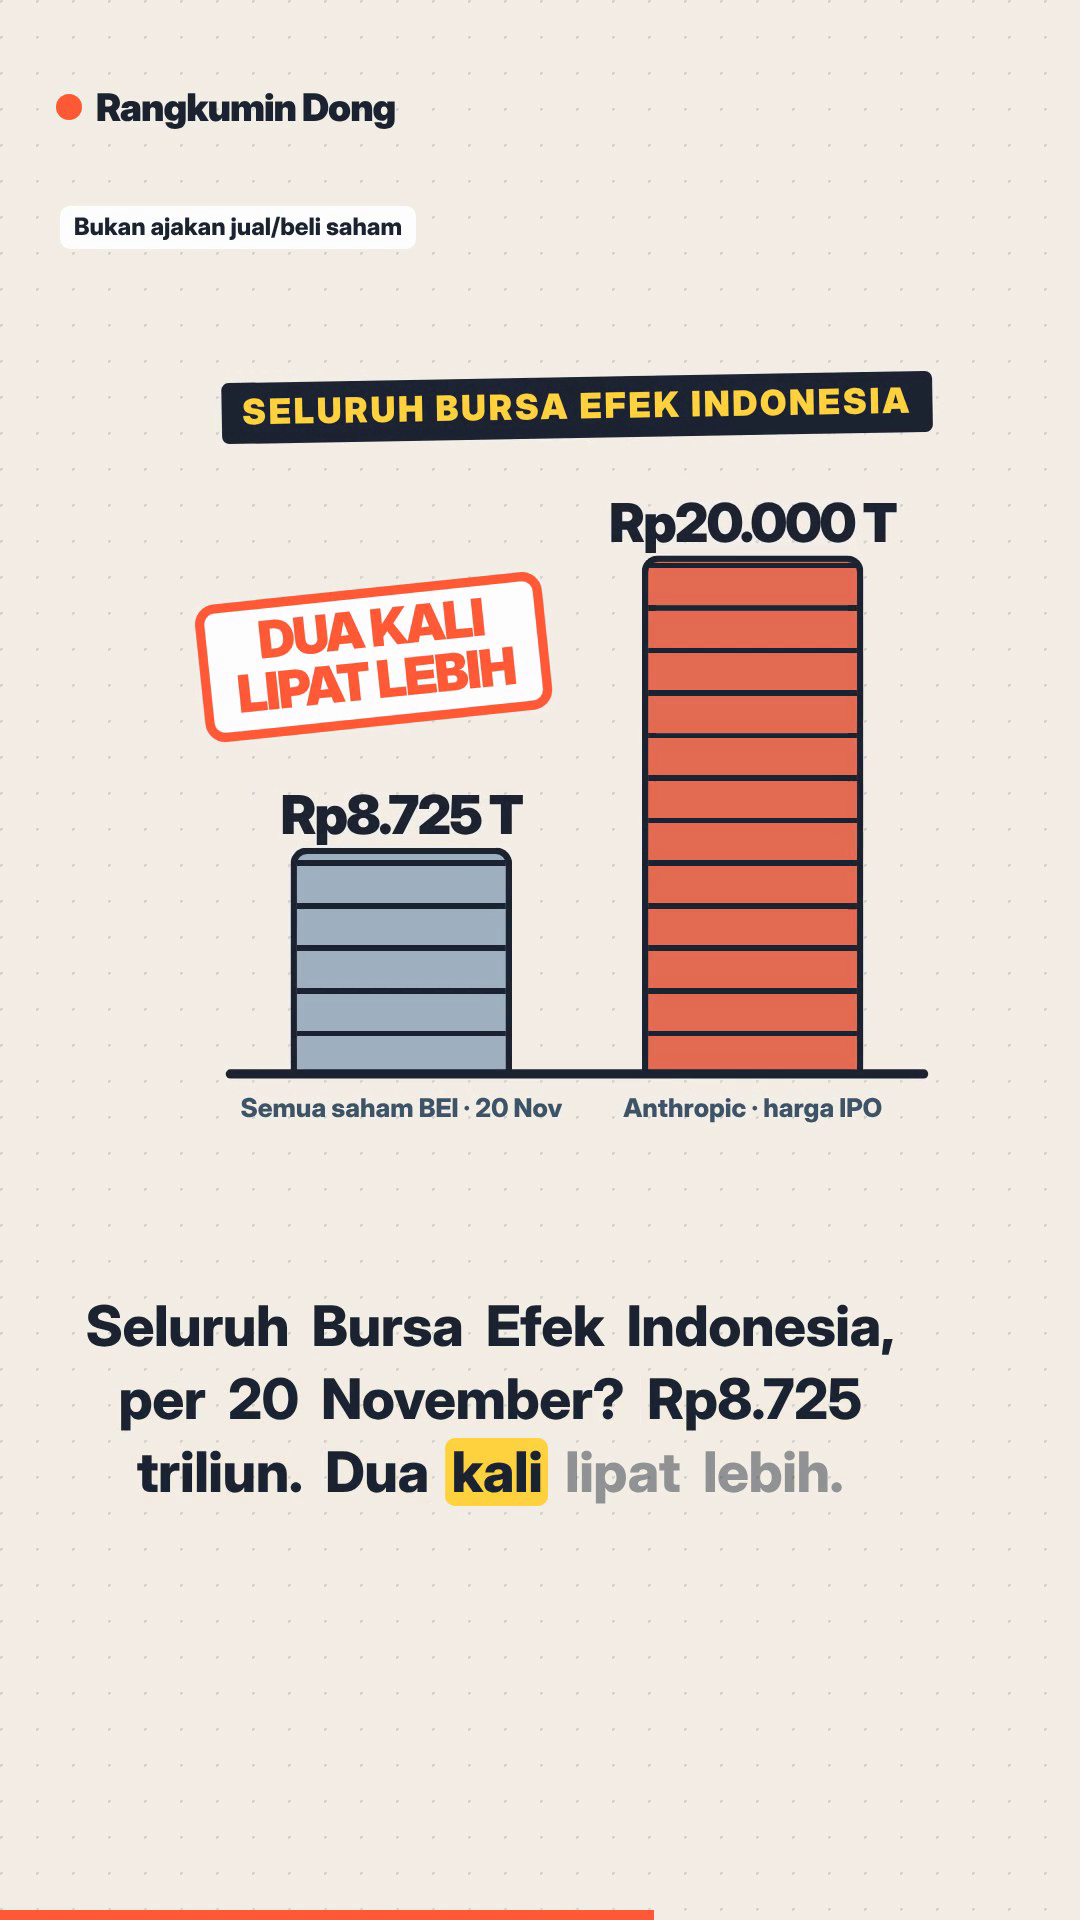 Rangkumin Dong
Bukan ajakan jual/beli saham
SELURUH BURSA EFEK INDONESIA
Rp20.000 T
DUA KALI
LIPAT LEBIH
Rp8.725 T
Semua saham BEI · 20 Nov
Anthropic · harga IPO
Seluruh Bursa Efek Indonesia,
per 20 November? Rp8.725
triliun. Dua kali lipat lebih.